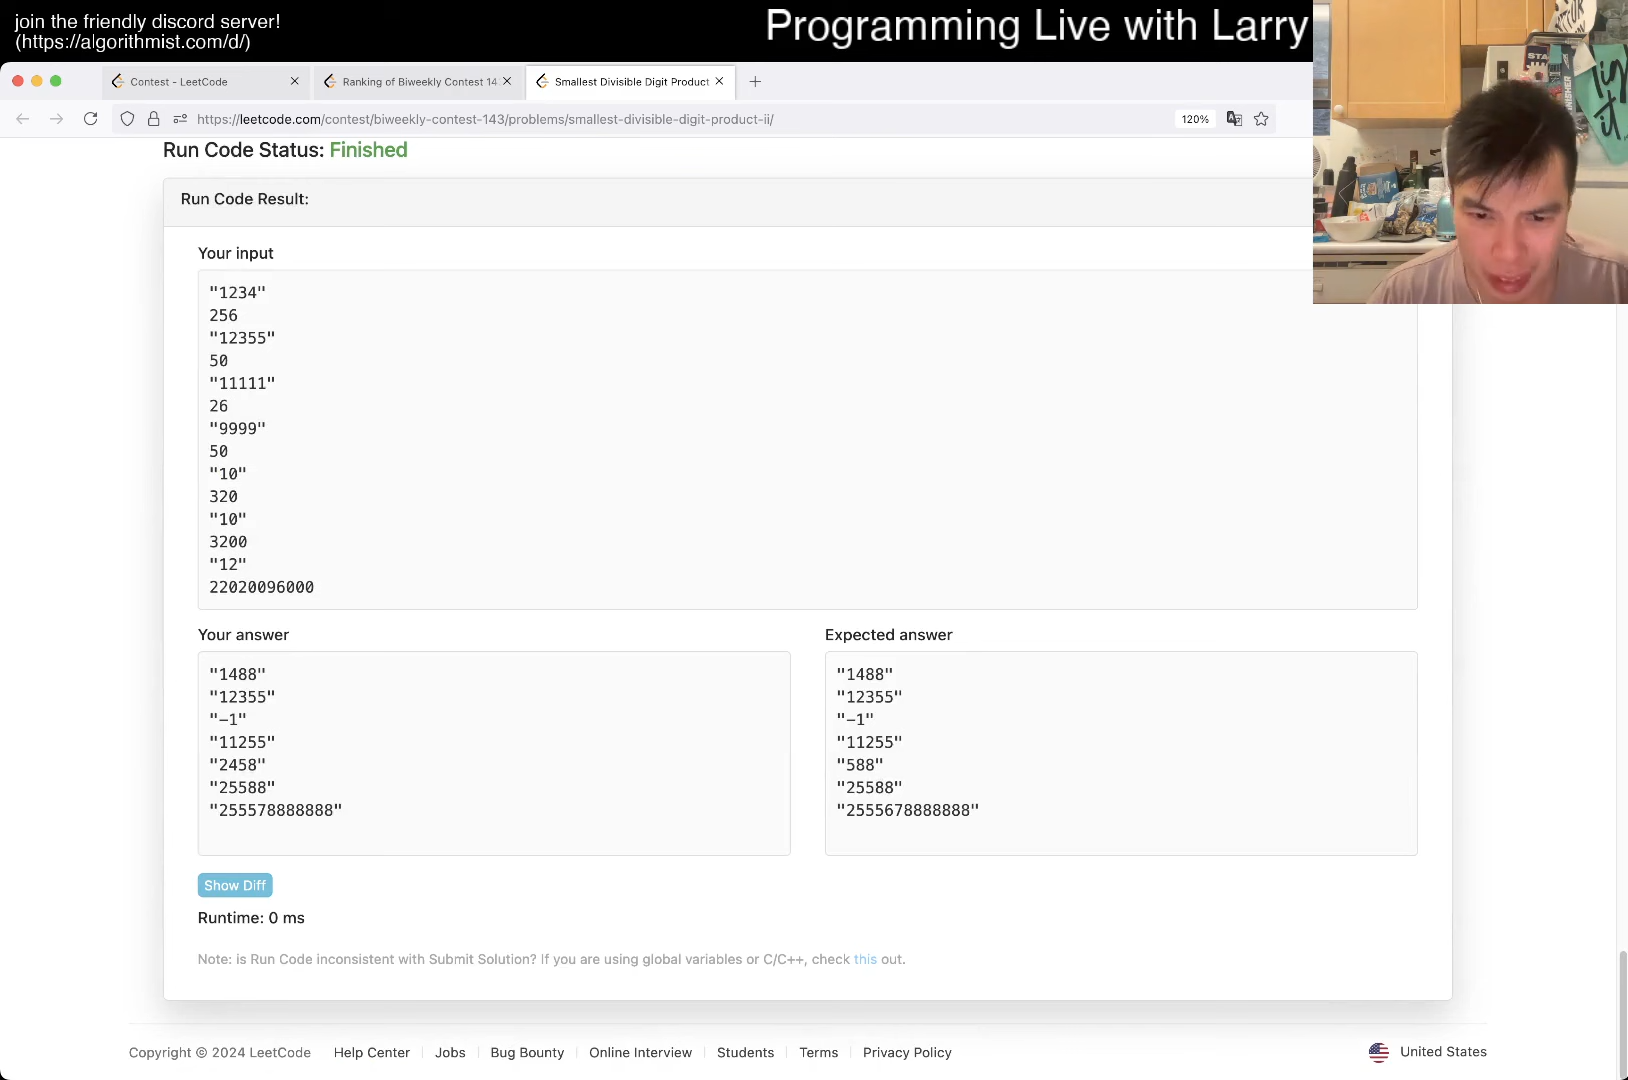 join the friendly discord server!
(https://algorithmist.com/d/)
Programming Live with Larry
Contest - LeetCode
Ranking of Biweekly Contest 14
Smallest Divisible Digit Product
https://leetcode.com/contest/biweekly-contest-143/problems/smallest-divisible-digit-product-ii/
120%
Run Code Status: Finished
Run Code Result:
Your input
"1234"
256
"12355"
50
"11111"
26
"9999"
50
"10"
320
"10"
3200
"12"
22020096000
Your answer
"1488"
"12355"
"-1"
"11255"
"2458"
"25588"
"255578888888"
Expected answer
"1488"
"12355"
"-1"
"11255"
"588"
"25588"
"2555678888888"
Show Diff
Runtime: 0 ms
Note: is Run Code inconsistent with Submit Solution? If you are using global variables or C/C++, check this out.
Copyright © 2024 LeetCode
Help Center
Jobs
Bug Bounty
Online Interview
Students
Terms
Privacy Policy
United States